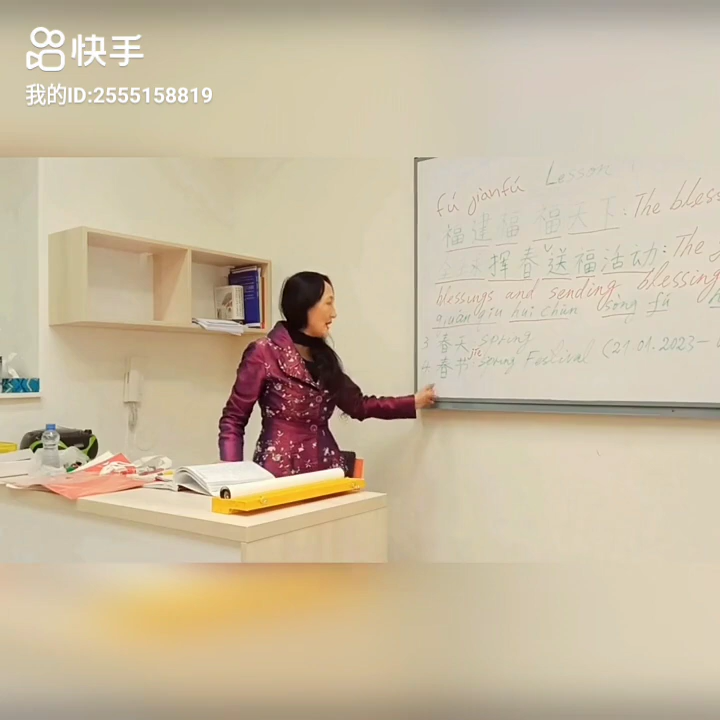 快手
我的ID:2555158819
Lesson
fú jianfú
福建福 福天下: The bless
挥春送福活动: The
blessings and sending blessing
huī chūn sòng fú
3. 春天 spring
jié
4. 春节 Spring Festival (21.01.2023-